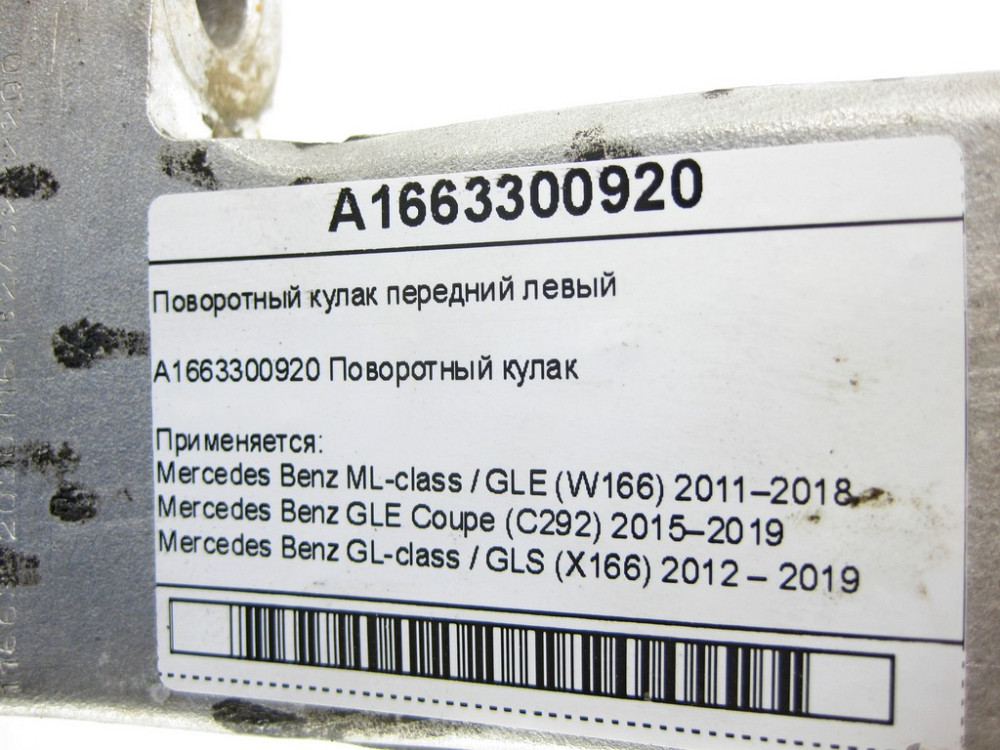 A1663300920
Поворотный кулак передний левый
A1663300920 Поворотный кулак
Применяется:
Mercedes Benz ML-class / GLE (W166) 2011–2018
Mercedes Benz GLE Coupe (C292) 2015–2019
Mercedes Benz GL-class / GLS (X166) 2012 – 2019